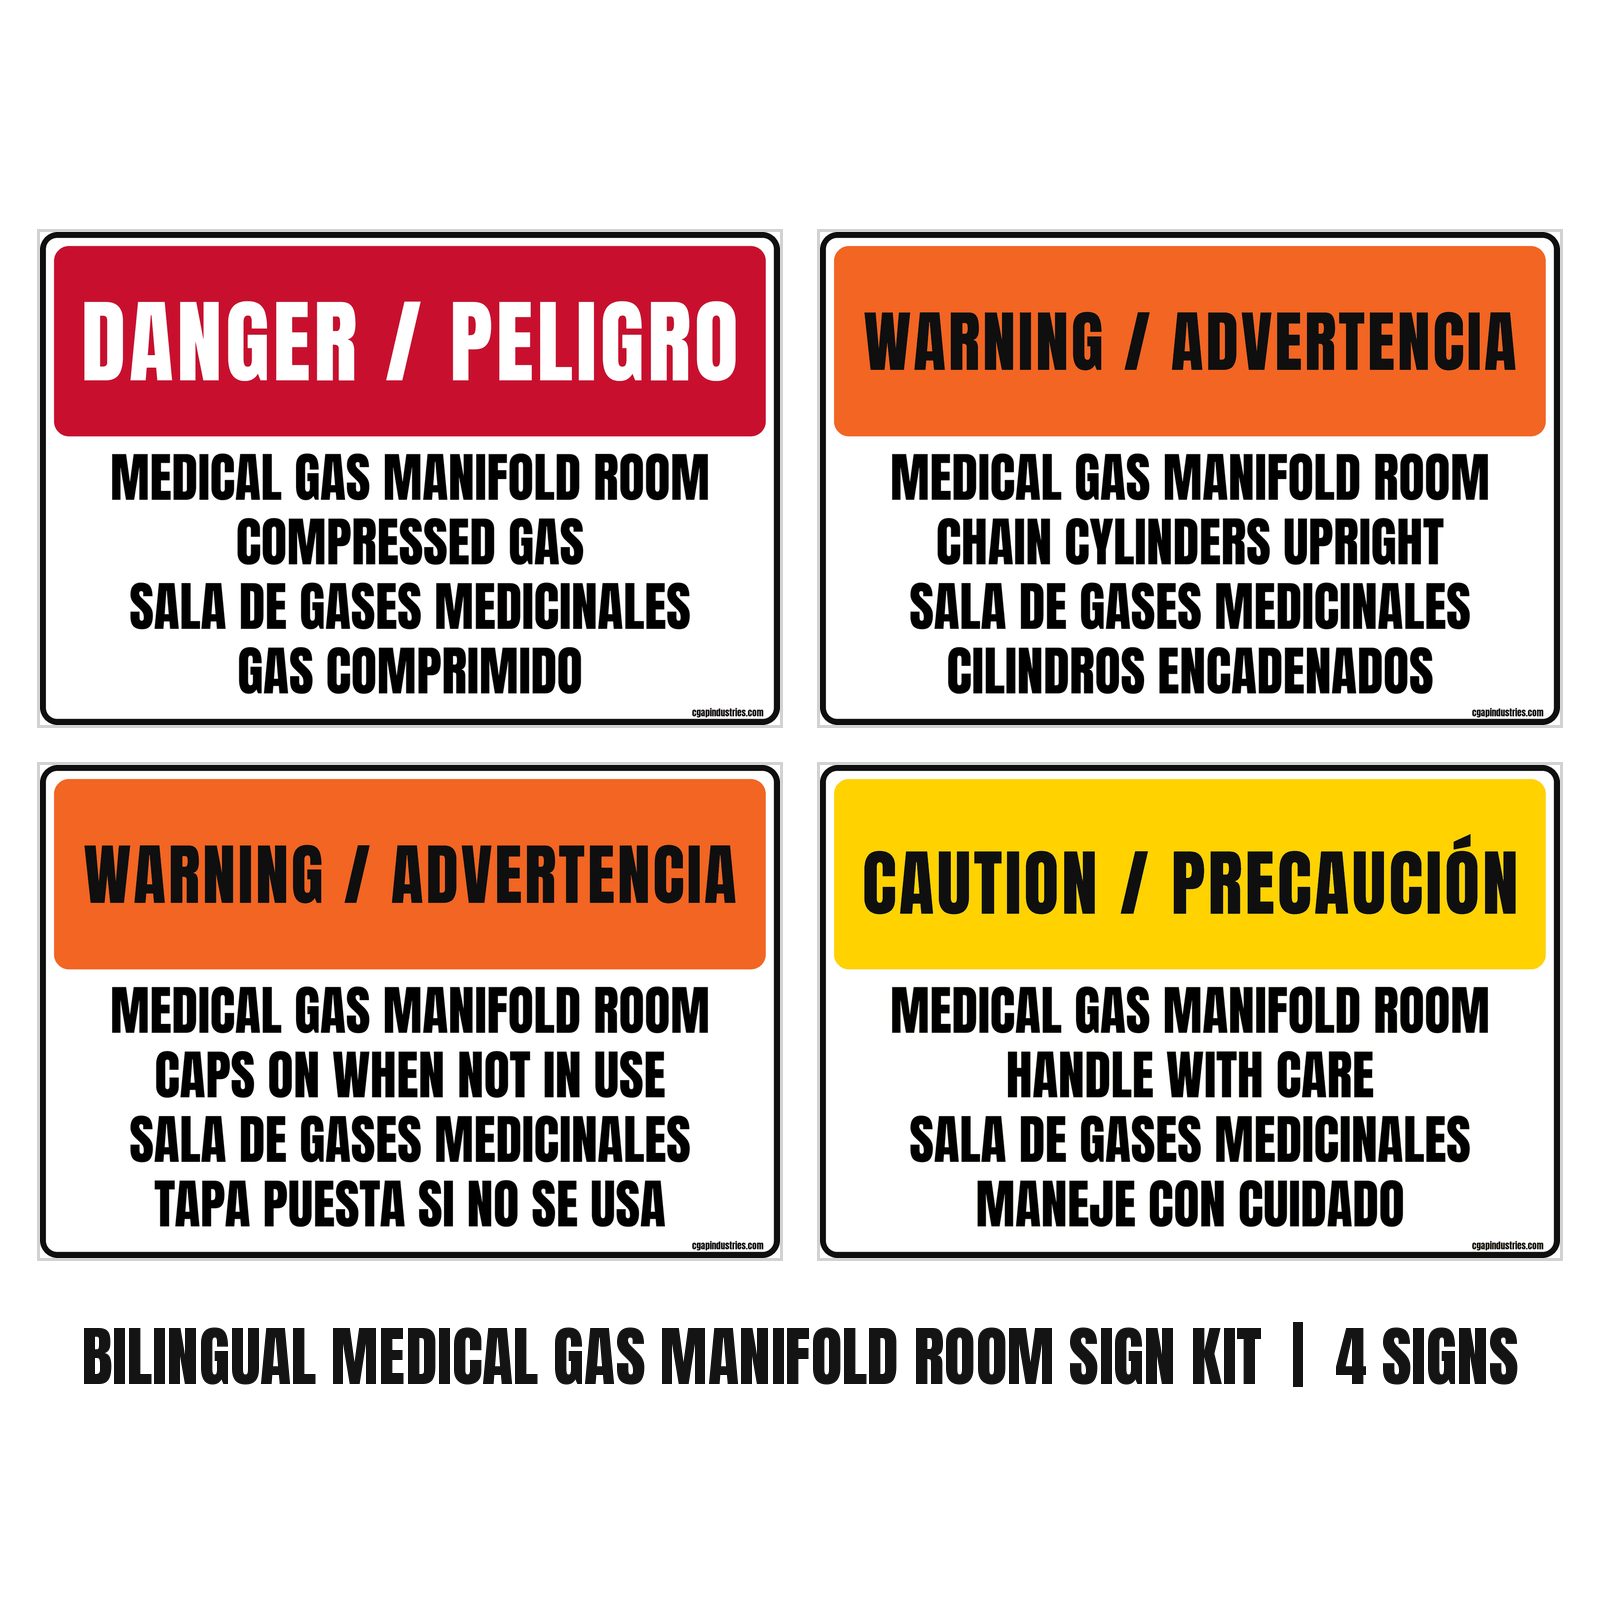 DANGER / PELIGRO
MEDICAL GAS MANIFOLD ROOM
COMPRESSED GAS
SALA DE GASES MEDICINALES
GAS COMPRIMIDO
cgapindustries.com
WARNING / ADVERTENCIA
MEDICAL GAS MANIFOLD ROOM
CHAIN CYLINDERS UPRIGHT
SALA DE GASES MEDICINALES
CILINDROS ENCADENADOS
cgapindustries.com
WARNING / ADVERTENCIA
MEDICAL GAS MANIFOLD ROOM
CAPS ON WHEN NOT IN USE
SALA DE GASES MEDICINALES
TAPA PUESTA SI NO SE USA
cgapindustries.com
CAUTION / PRECAUCIÓN
MEDICAL GAS MANIFOLD ROOM
HANDLE WITH CARE
SALA DE GASES MEDICINALES
MANEJE CON CUIDADO
cgapindustries.com
BILINGUAL MEDICAL GAS MANIFOLD ROOM SIGN KIT | 4 SIGNS